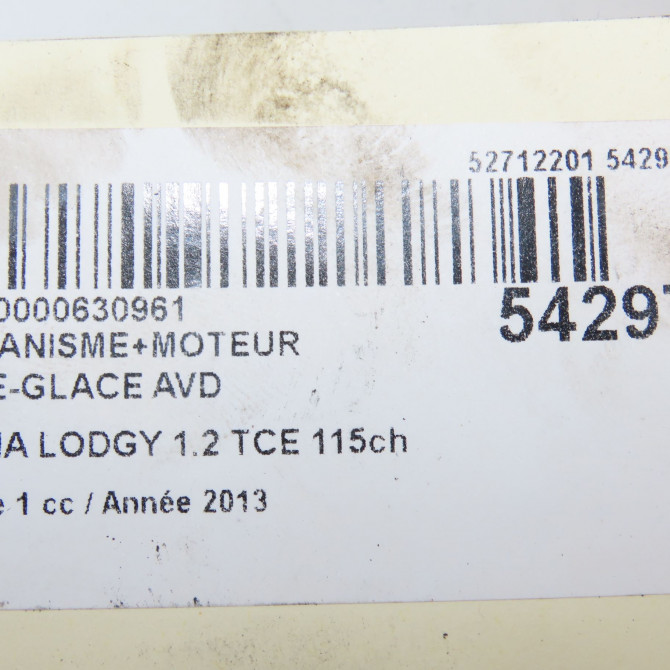 52712201 5429
0000630961
5429
ANISME+MOTEUR
E-GLACE AVD
IA LODGY 1.2 TCE 115ch
e 1 cc / Année 2013